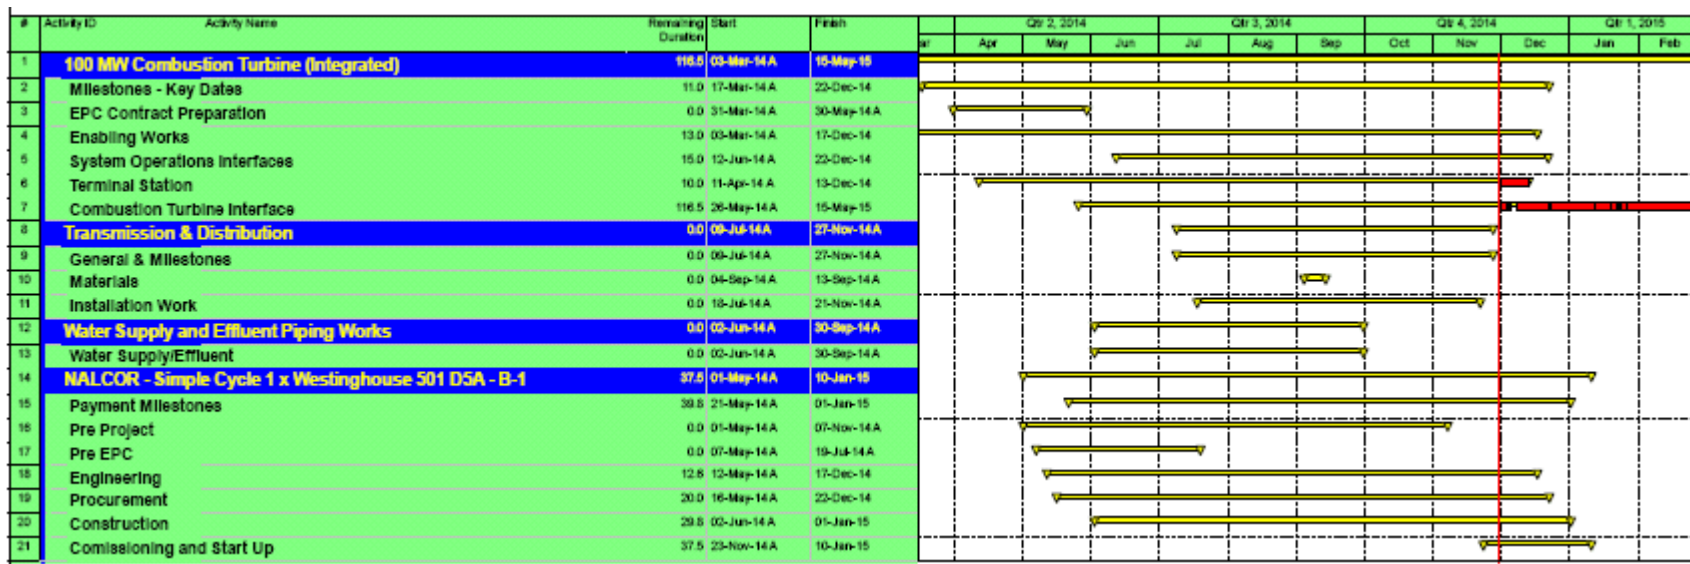 # Activity ID Activity Name Remaining Duration Start Finish Qtr 2, 2014 Qtr 3, 2014 Qtr 4, 2014 Qtr 1, 2015
ar Apr May Jun Jul Aug Sep Oct Nov Dec Jan Feb
1 100 MW Combustion Turbine (Integrated) 116.5 03-Mar-14 A 15-May-15
2 Milestones - Key Dates 11.0 17-Mar-14 A 22-Dec-14
3 EPC Contract Preparation 0.0 31-Mar-14 A 30-May-14 A
4 Enabling Works 13.0 03-Mar-14 A 17-Dec-14
5 System Operations Interfaces 15.0 12-Jun-14 A 22-Dec-14
6 Terminal Station 10.0 11-Apr-14 A 13-Dec-14
7 Combustion Turbine Interface 116.5 26-May-14 A 15-May-15
8 Transmission & Distribution 0.0 09-Jul-14 A 27-Nov-14 A
9 General & Milestones 0.0 09-Jul-14 A 27-Nov-14 A
10 Materials 0.0 04-Sep-14 A 13-Sep-14 A
11 Installation Work 0.0 18-Jul-14 A 21-Nov-14 A
12 Water Supply and Effluent Piping Works 0.0 02-Jun-14 A 30-Sep-14 A
13 Water Supply/Effluent 0.0 02-Jun-14 A 30-Sep-14 A
14 NALCOR - Simple Cycle 1 x Westinghouse 501 D5A - B-1 37.5 01-May-14 A 10-Jan-15
15 Payment Milestones 39.8 21-May-14 A 01-Jan-15
16 Pre Project 0.0 01-May-14 A 07-Nov-14 A
17 Pre EPC 0.0 07-May-14 A 19-Jul-14 A
18 Engineering 12.8 12-May-14 A 17-Dec-14
19 Procurement 20.0 16-May-14 A 22-Dec-14
20 Construction 29.8 02-Jun-14 A 01-Jan-15
21 Comissioning and Start Up 37.5 23-Nov-14 A 10-Jan-15